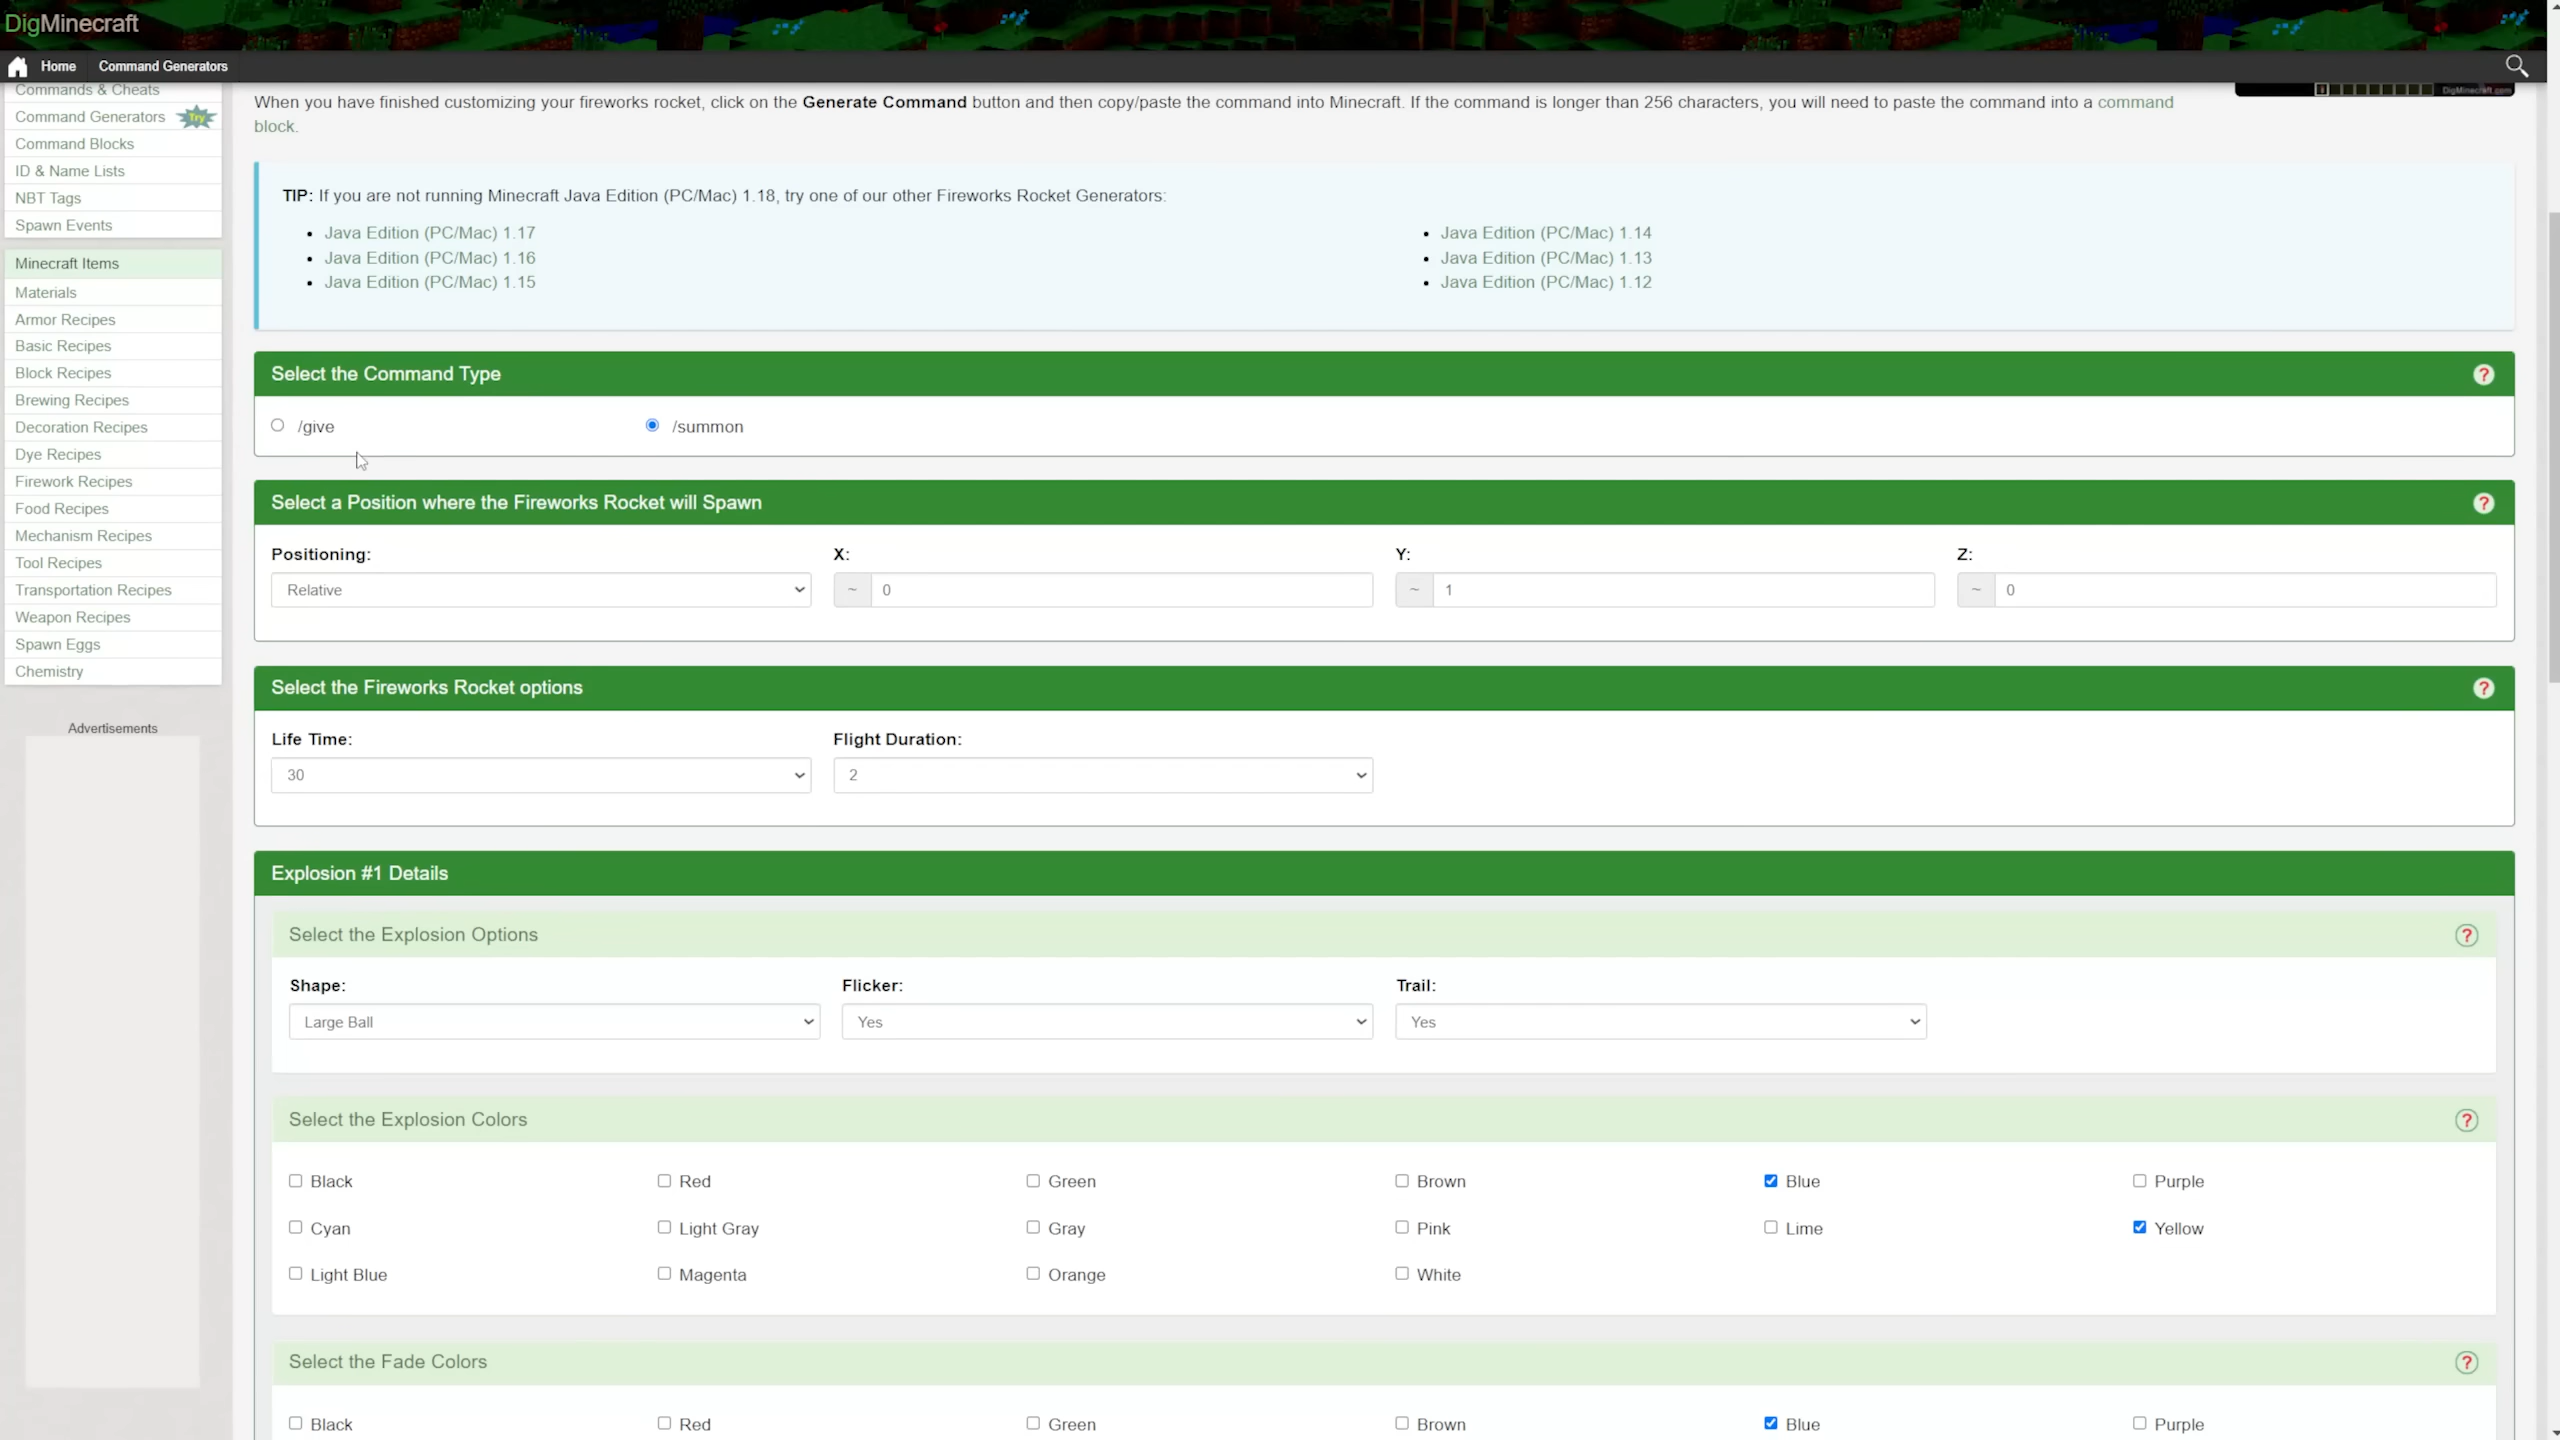 DigMinecraft
Home
Command Generators
Commands & Cheats
Command Generators Try
Command Blocks
ID & Name Lists
NBT Tags
Spawn Events
Minecraft Items
Materials
Armor Recipes
Basic Recipes
Block Recipes
Brewing Recipes
Decoration Recipes
Dye Recipes
Firework Recipes
Food Recipes
Mechanism Recipes
Tool Recipes
Transportation Recipes
Weapon Recipes
Spawn Eggs
Chemistry
Advertisements
When you have finished customizing your fireworks rocket, click on the Generate Command button and then copy/paste the command into Minecraft. If the command is longer than 256 characters, you will need to paste the command into a command
block.
DigMinecraft.com
TIP: If you are not running Minecraft Java Edition (PC/Mac) 1.18, try one of our other Fireworks Rocket Generators:
• Java Edition (PC/Mac) 1.17
• Java Edition (PC/Mac) 1.16
• Java Edition (PC/Mac) 1.15
• Java Edition (PC/Mac) 1.14
• Java Edition (PC/Mac) 1.13
• Java Edition (PC/Mac) 1.12
Select the Command Type ?
/give /summon
Select a Position where the Fireworks Rocket will Spawn ?
Positioning: X: Y: Z:
Relative ~ 0 ~ 1 ~ 0
Select the Fireworks Rocket options ?
Life Time: Flight Duration:
30 2
Explosion #1 Details
Select the Explosion Options ?
Shape: Flicker: Trail:
Large Ball Yes Yes
Select the Explosion Colors ?
Black Red Green Brown Blue Purple
Cyan Light Gray Gray Pink Lime Yellow
Light Blue Magenta Orange White
Select the Fade Colors ?
Black Red Green Brown Blue Purple